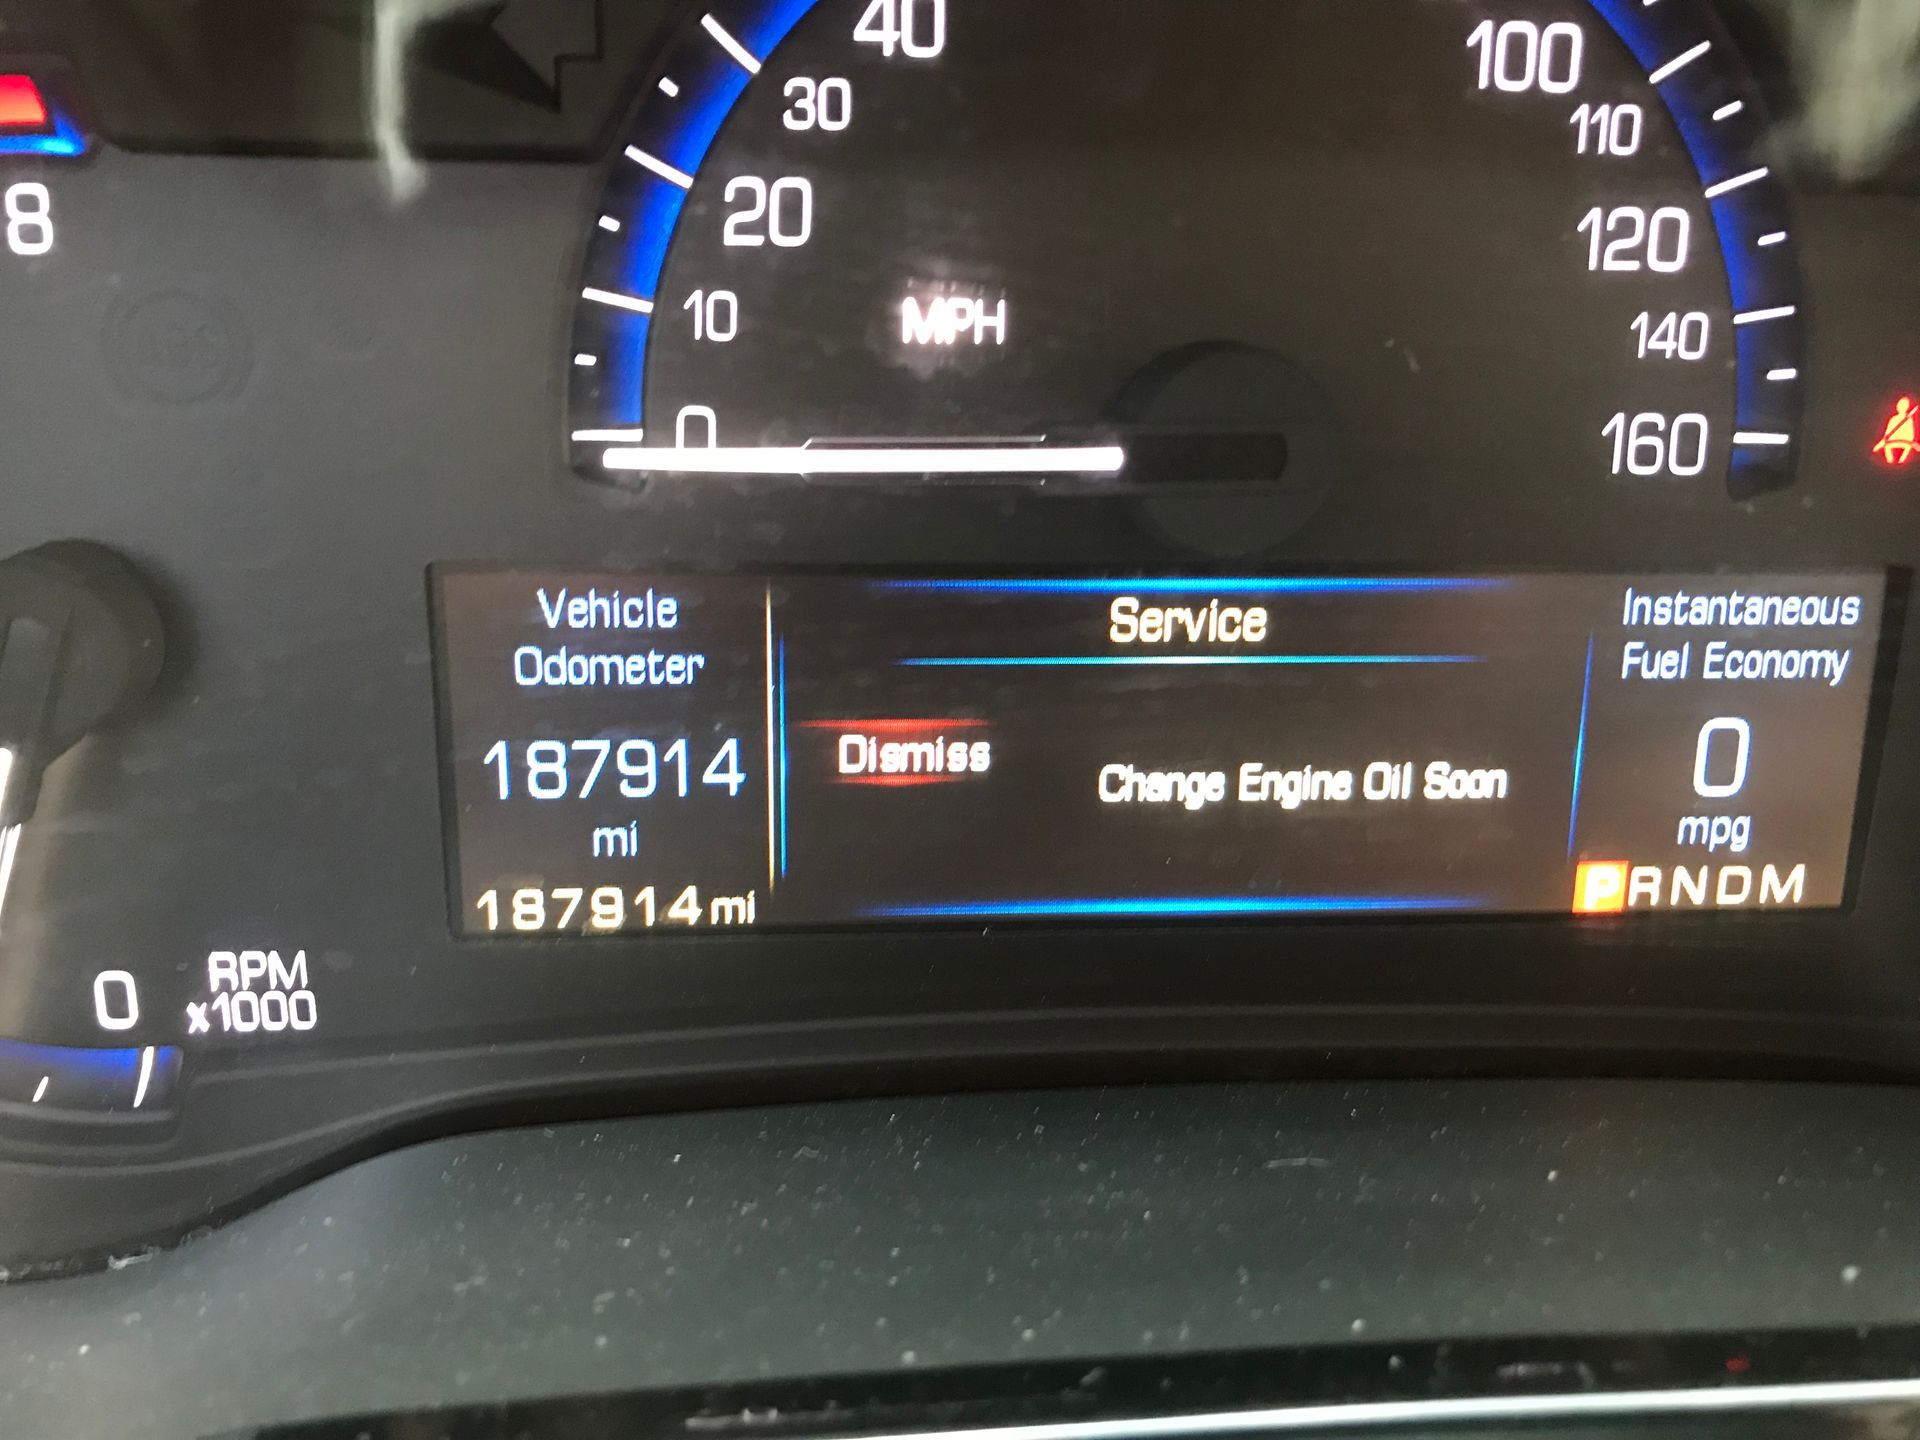 40
30
20
10
0
MPH
100
110
120
140
160
8
Vehicle
Odometer
187914
mi
187914 mi
Service
Dismiss
Change Engine Oil Soon
Instantaneous
Fuel Economy
0
mpg
PRNDM
0
RPM
x1000